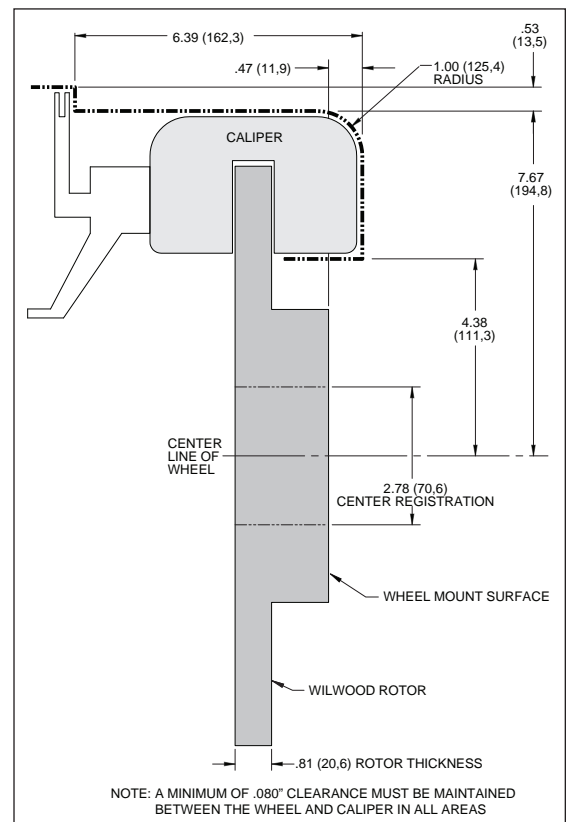 6.39 (162,3)
.53
(13,5)
.47 (11,9)
1.00 (125,4)
RADIUS
CALIPER
7.67
(194,8)
4.38
(111,3)
CENTER
LINE OF
WHEEL
2.78 (70,6)
CENTER REGISTRATION
WHEEL MOUNT SURFACE
WILWOOD ROTOR
.81 (20,6) ROTOR THICKNESS
NOTE: A MINIMUM OF .080" CLEARANCE MUST BE MAINTAINED
BETWEEN THE WHEEL AND CALIPER IN ALL AREAS